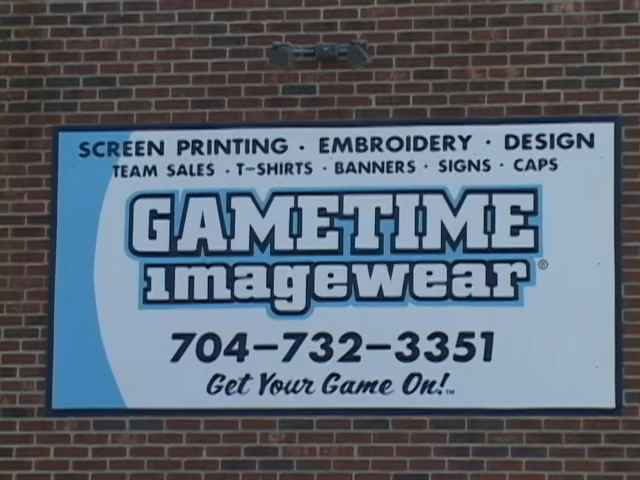 SCREEN PRINTING · EMBROIDERY · DESIGN
TEAM SALES · T-SHIRTS · BANNERS · SIGNS · CAPS
GAMETIME
imagewear®
704-732-3351
Get Your Game On!™